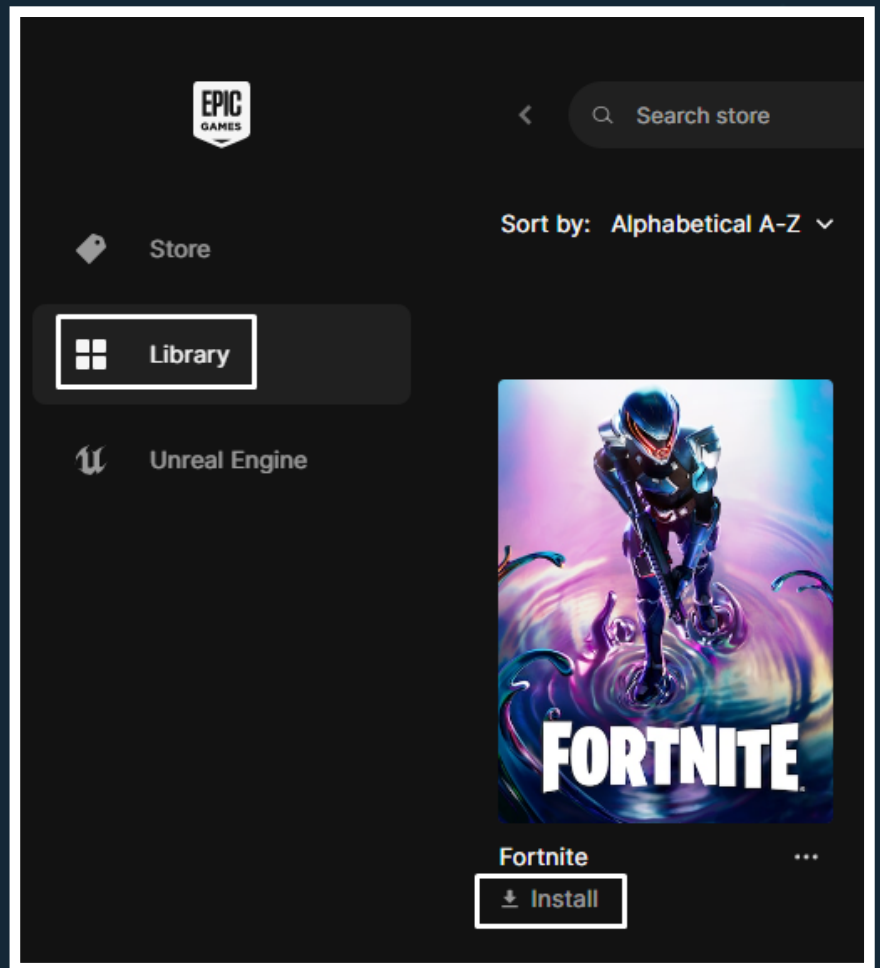 EPIC
GAMES
Search store
Store
Sort by: Alphabetical A-Z
Library
Unreal Engine
FORTNITE
Fortnite
Install